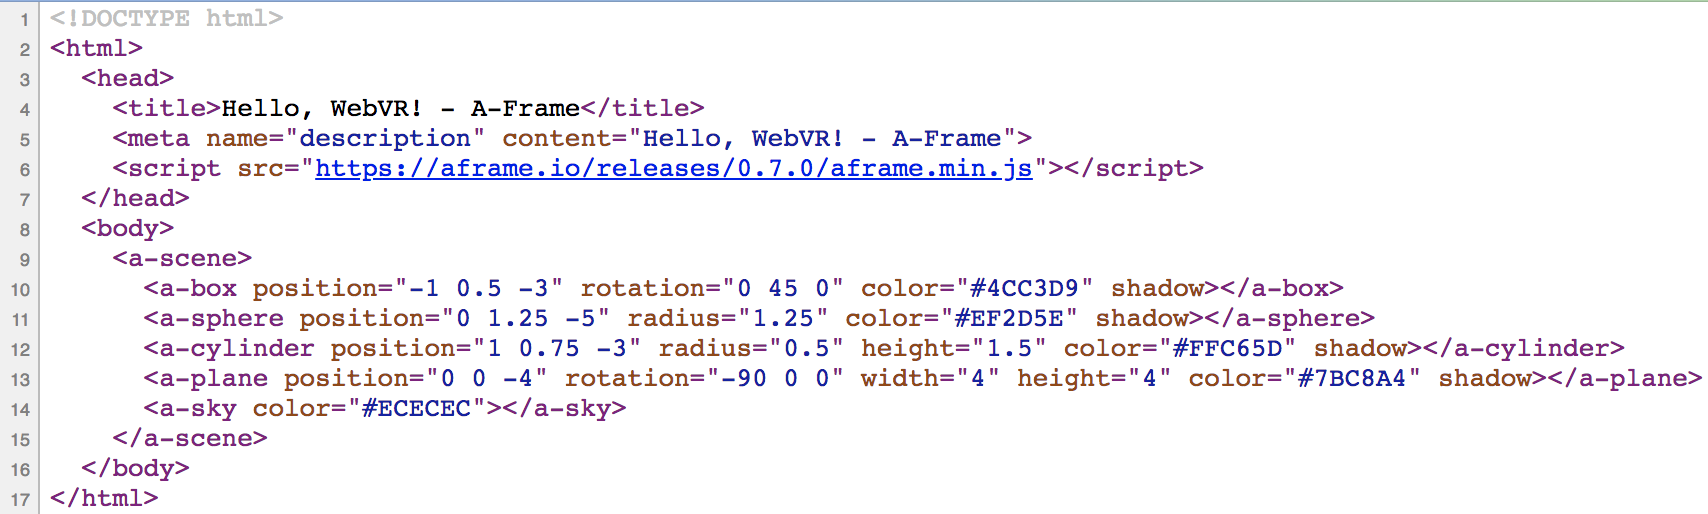 1 <!DOCTYPE html>
2 <html>
3   <head>
4     <title>Hello, WebVR! – A-Frame</title>
5     <meta name="description" content="Hello, WebVR! – A-Frame">
6     <script src="https://aframe.io/releases/0.7.0/aframe.min.js"></script>
7   </head>
8   <body>
9     <a-scene>
10       <a-box position="-1 0.5 -3" rotation="0 45 0" color="#4CC3D9" shadow></a-box>
11       <a-sphere position="0 1.25 -5" radius="1.25" color="#EF2D5E" shadow></a-sphere>
12       <a-cylinder position="1 0.75 -3" radius="0.5" height="1.5" color="#FFC65D" shadow></a-cylinder>
13       <a-plane position="0 0 -4" rotation="-90 0 0" width="4" height="4" color="#7BC8A4" shadow></a-plane>
14       <a-sky color="#ECECEC"></a-sky>
15     </a-scene>
16   </body>
17 </html>